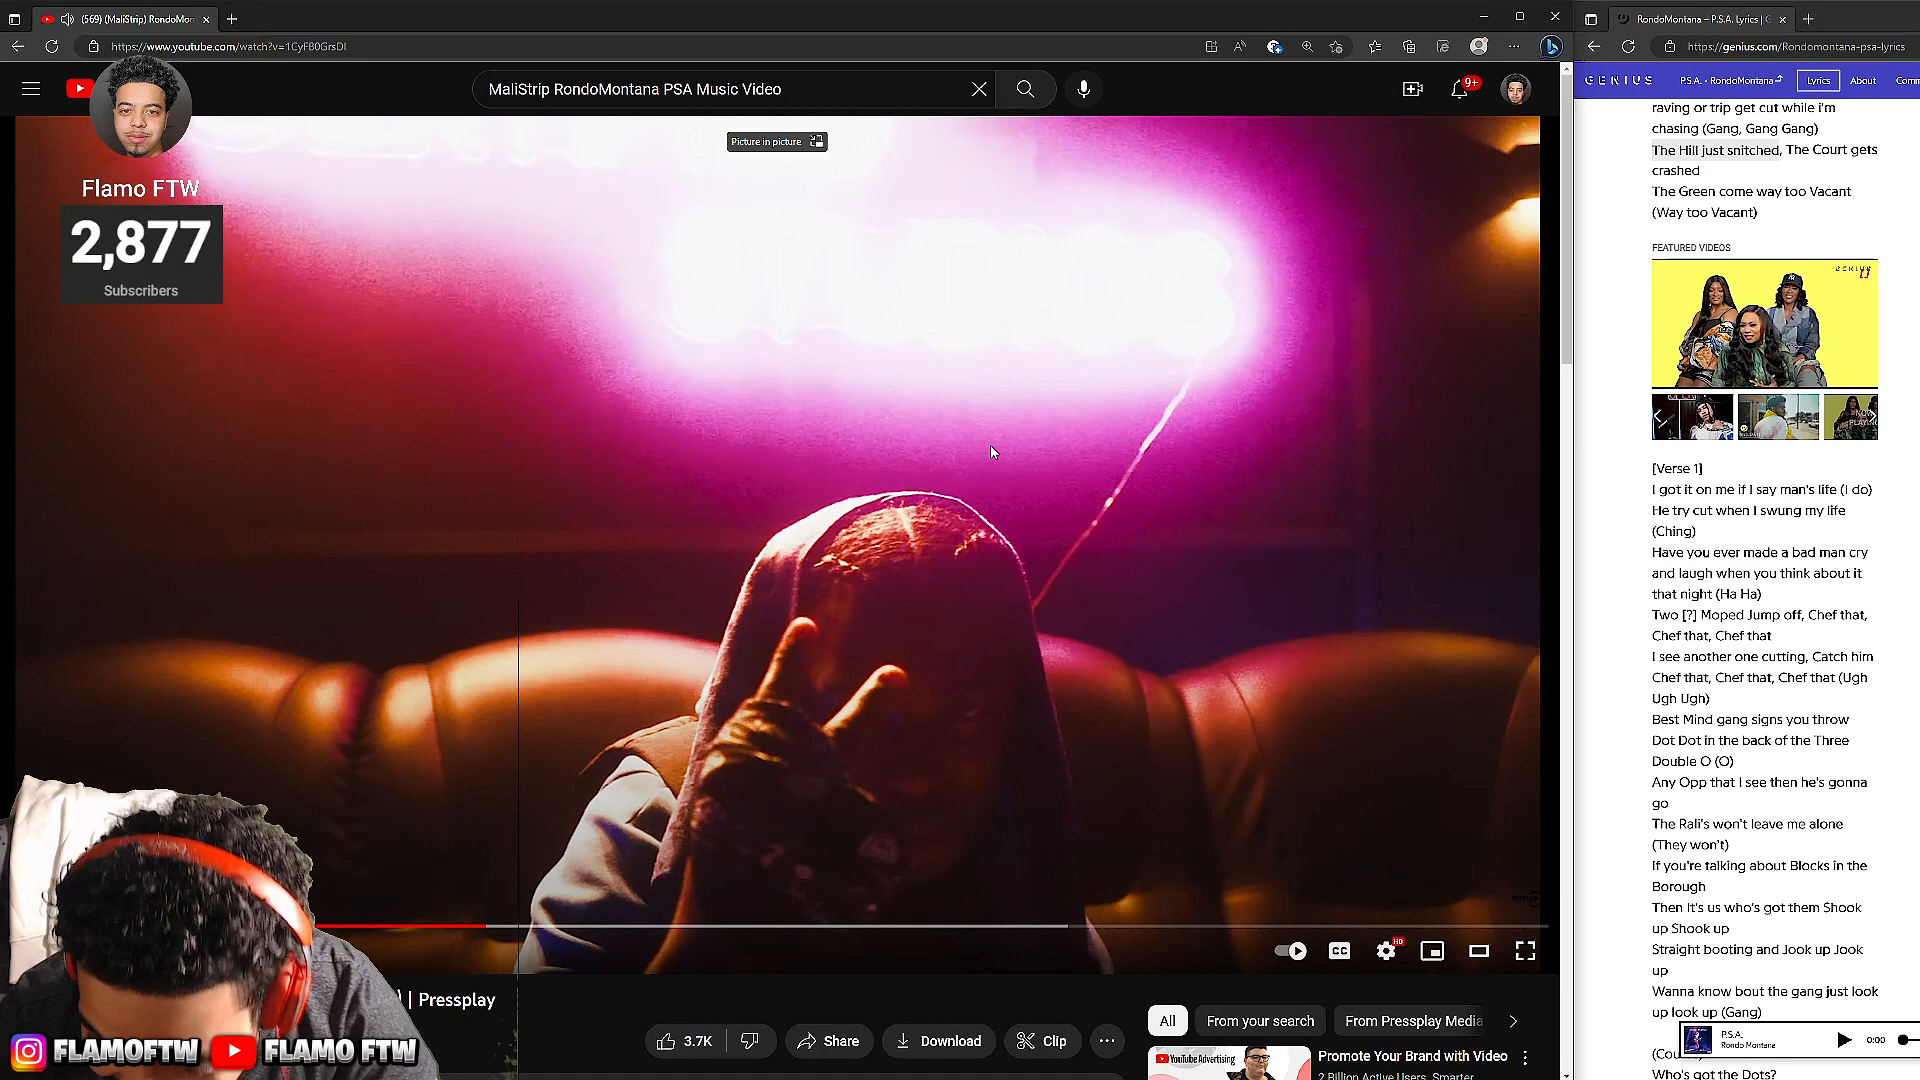 (569) (MaliStrip) RondoMon
RondoMontana – P.S.A. Lyrics | G
https://www.youtube.com/watch?v=1CyFB0GrsDI
https://genius.com/Rondomontana-psa-lyrics
MaliStrip RondoMontana PSA Music Video
9+
GENIUS
P.S.A. • RondoMontana
Lyrics
About
Comm
Picture in picture
Flamo FTW
2,877
Subscribers
raving or trip get cut while i'm
chasing (Gang, Gang Gang)
The Hill just snitched, The Court gets
crashed
The Green come way too Vacant
(Way too Vacant)
FEATURED VIDEOS
GENIUS
NOW
PLAYING
[Verse 1]
I got it on me if I say man's life (I do)
He try cut when I swung my life
(Ching)
Have you ever made a bad man cry
and laugh when you think about it
that night (Ha Ha)
Two [?] Moped Jump off, Chef that,
Chef that, Chef that
I see another one cutting, Catch him
Chef that, Chef that, Chef that (Ugh
Ugh Ugh)
Best Mind gang signs you throw
Dot Dot in the back of the Three
Double O (O)
Any Opp that I see then he's gonna
go
The Rali's won't leave me alone
(They won't)
If you're talking about Blocks in the
Borough
Then It's us who's got them Shook
up Shook up
Straight booting and Jook up Jook
up
Wanna know bout the gang just look
up look up (Gang)
P.S.A.
Rondo Montana
0:00
(Cou
Who's got the Dots?
CC
HD
| Pressplay
3.7K
Share
Download
Clip
All
From your search
From Pressplay Media
YouTube Advertising
Promote Your Brand with Video
2 Billion Active Users. Smarter
FLAMOFTW
FLAMO FTW